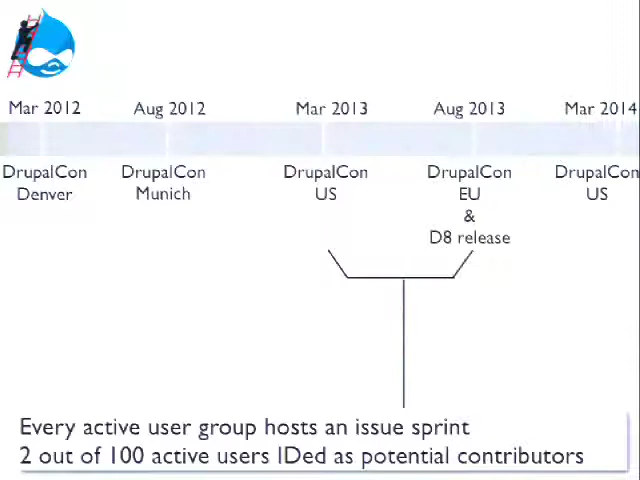 Mar 2012 Aug 2012 Mar 2013 Aug 2013 Mar 2014
DrupalCon DrupalCon DrupalCon DrupalCon DrupalCon
Denver Munich US EU US
&
D8 release
Every active user group hosts an issue sprint
2 out of 100 active users IDed as potential contributors